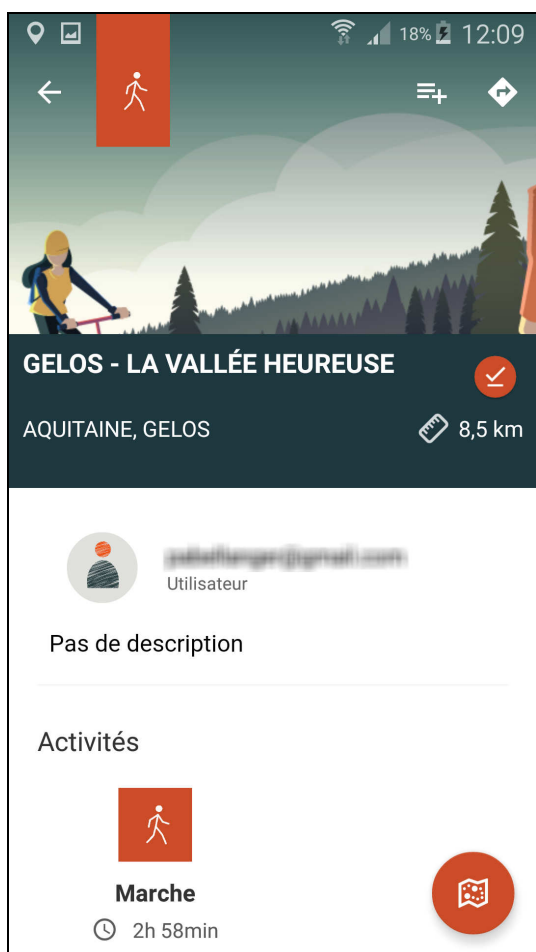 18% 12:09
GELOS - LA VALLÉE HEUREUSE
AQUITAINE, GELOS 8,5 km
Utilisateur
Pas de description
Activités
Marche
2h 58min